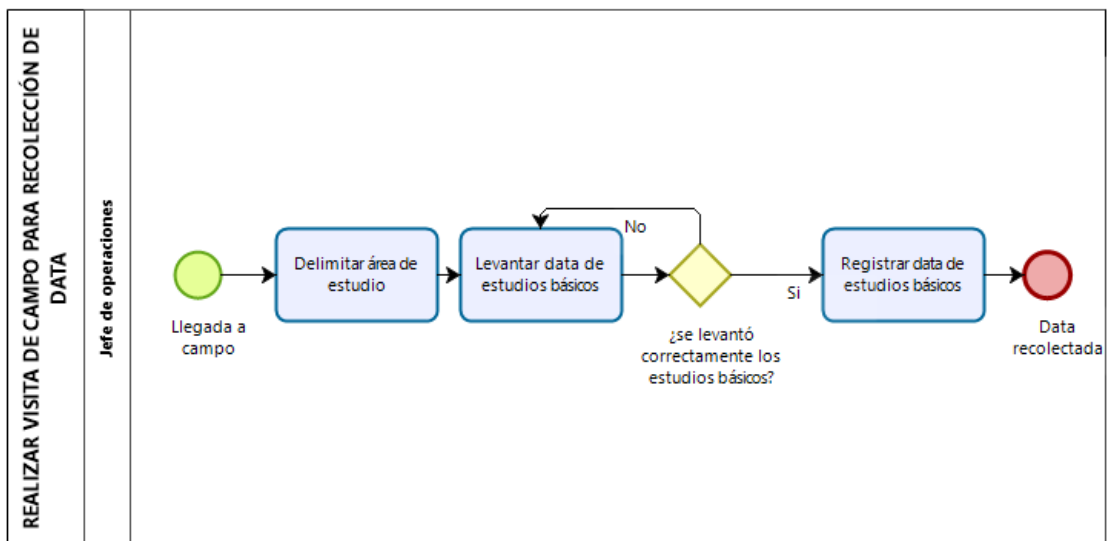 REALIZAR VISITA DE CAMPO PARA RECOLECCIÓN DE
DATA
Jefe de operaciones
Llegada a
campo
Delimitar área de
estudio
Levantar data de
estudios básicos
No
¿se levantó
correctamente los
estudios básicos?
Si
Registrar data de
estudios básicos
Data
recolectada